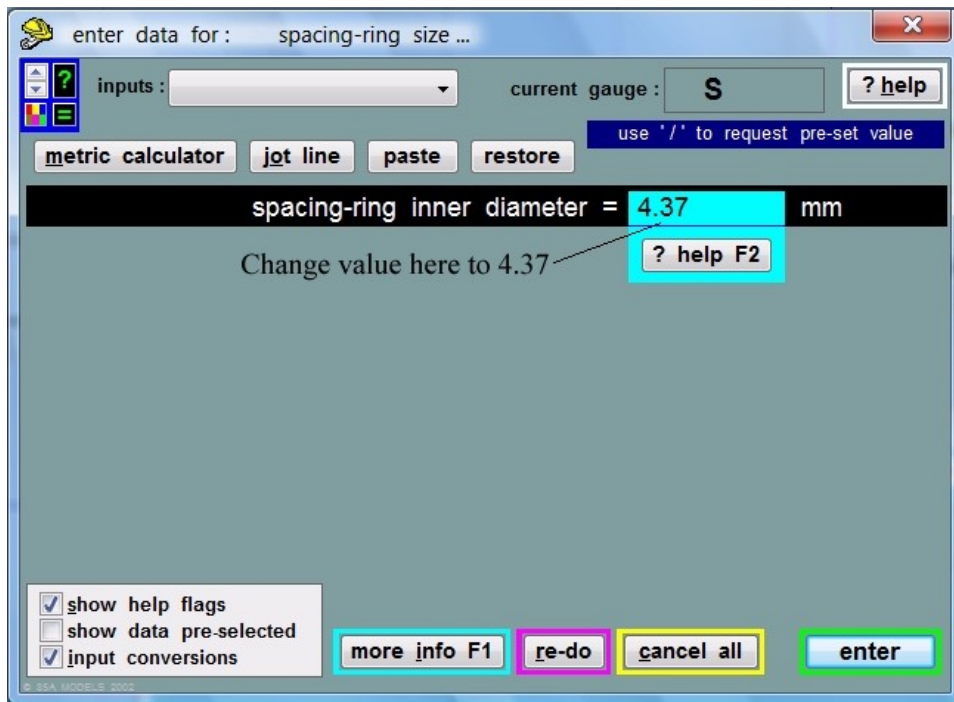 enter data for : spacing-ring size ...
inputs :
current gauge : S
? help
use '/' to request pre-set value
metric calculator
jot line
paste
restore
spacing-ring inner diameter = 4.37 mm
? help F2
Change value here to 4.37
show help flags
show data pre-selected
input conversions
more info F1
re-do
cancel all
enter
© SSA MODELS 2002